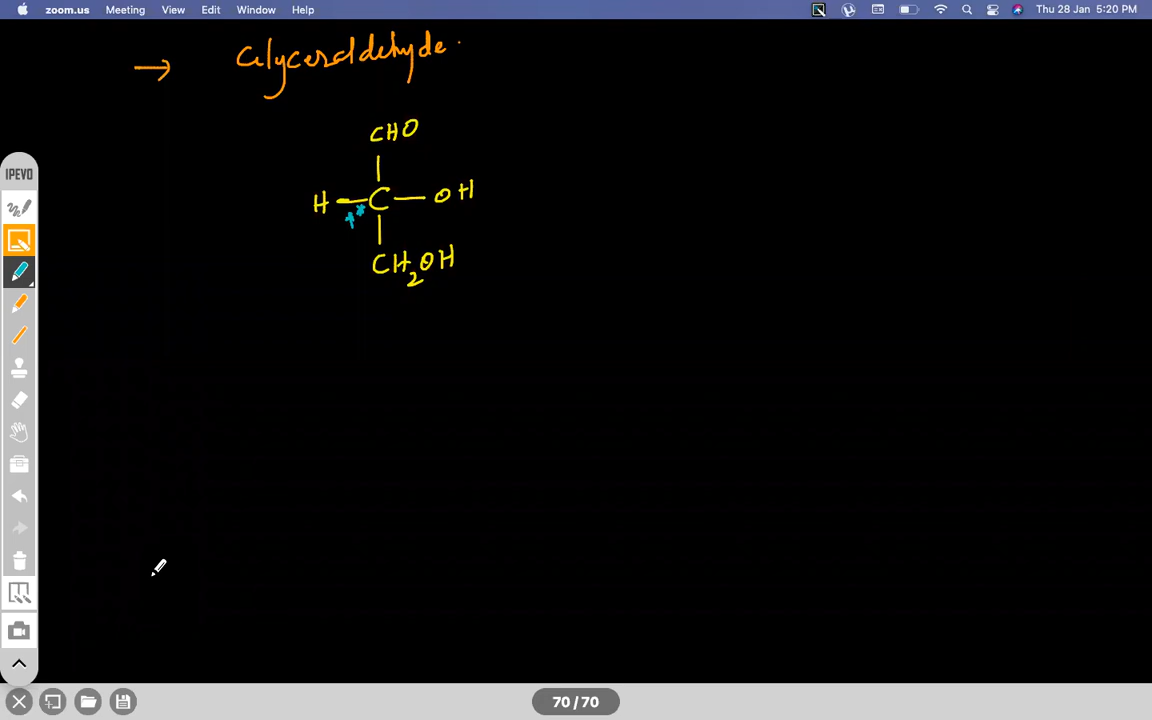 zoom.us Meeting View Edit Window Help Thu 28 Jan 5:20 PM
→ Glyceraldehyde
CHO
H — C — OH
**
CH2OH
IPEVO
70 / 70